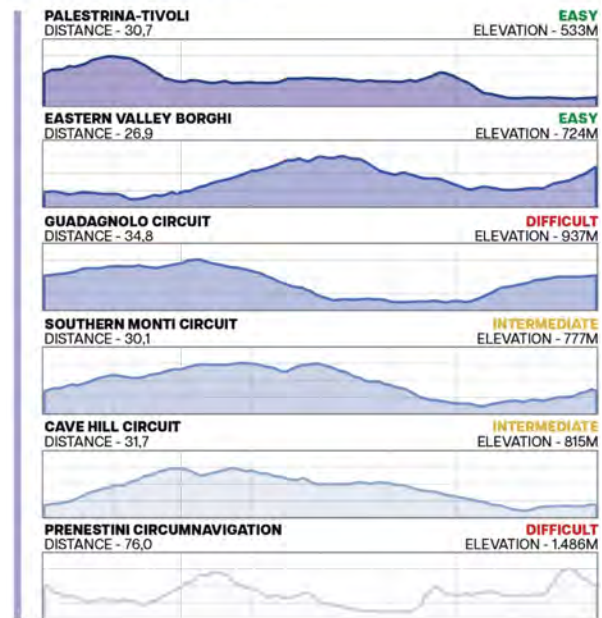 PALESTRINA-TIVOLI EASY
DISTANCE - 30,7 ELEVATION - 533M
EASTERN VALLEY BORGHI EASY
DISTANCE - 26,9 ELEVATION - 724M
GUADAGNOLO CIRCUIT DIFFICULT
DISTANCE - 34,8 ELEVATION - 937M
SOUTHERN MONTI CIRCUIT INTERMEDIATE
DISTANCE - 30,1 ELEVATION - 777M
CAVE HILL CIRCUIT INTERMEDIATE
DISTANCE - 31,7 ELEVATION - 815M
PRENESTINI CIRCUMNAVIGATION DIFFICULT
DISTANCE - 76,0 ELEVATION - 1.486M